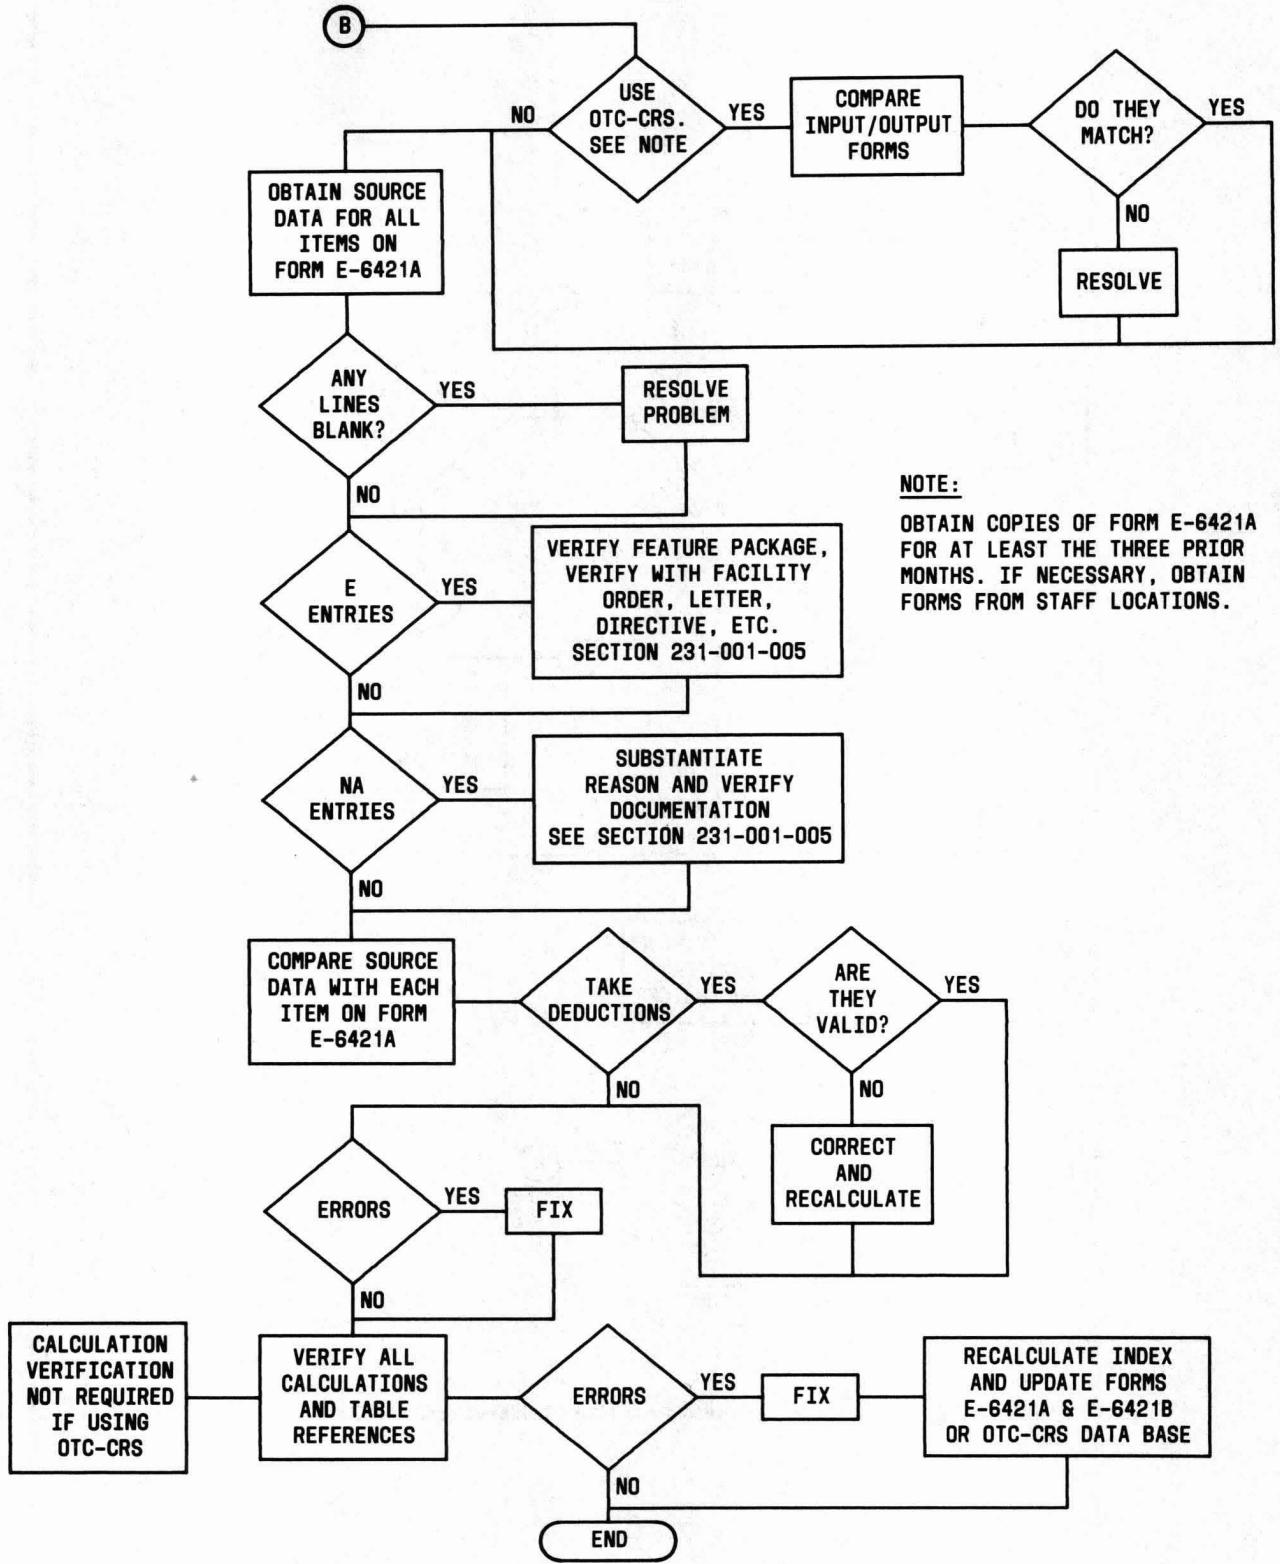 B
USE
OTC-CRS.
SEE NOTE
NO
YES
COMPARE
INPUT/OUTPUT
FORMS
DO THEY
MATCH?
YES
NO
RESOLVE
OBTAIN SOURCE
DATA FOR ALL
ITEMS ON
FORM E-6421A
ANY
LINES
BLANK?
YES
RESOLVE
PROBLEM
NO
NOTE:
OBTAIN COPIES OF FORM E-6421A
FOR AT LEAST THE THREE PRIOR
MONTHS. IF NECESSARY, OBTAIN
FORMS FROM STAFF LOCATIONS.
E
ENTRIES
YES
VERIFY FEATURE PACKAGE,
VERIFY WITH FACILITY
ORDER, LETTER,
DIRECTIVE, ETC.
SECTION 231-001-005
NO
NA
ENTRIES
YES
SUBSTANTIATE
REASON AND VERIFY
DOCUMENTATION
SEE SECTION 231-001-005
NO
COMPARE SOURCE
DATA WITH EACH
ITEM ON FORM
E-6421A
TAKE
DEDUCTIONS
YES
ARE
THEY
VALID?
YES
NO
NO
CORRECT
AND
RECALCULATE
ERRORS
YES
FIX
NO
CALCULATION
VERIFICATION
NOT REQUIRED
IF USING
OTC-CRS
VERIFY ALL
CALCULATIONS
AND TABLE
REFERENCES
ERRORS
YES
FIX
RECALCULATE INDEX
AND UPDATE FORMS
E-6421A & E-6421B
OR OTC-CRS DATA BASE
NO
END